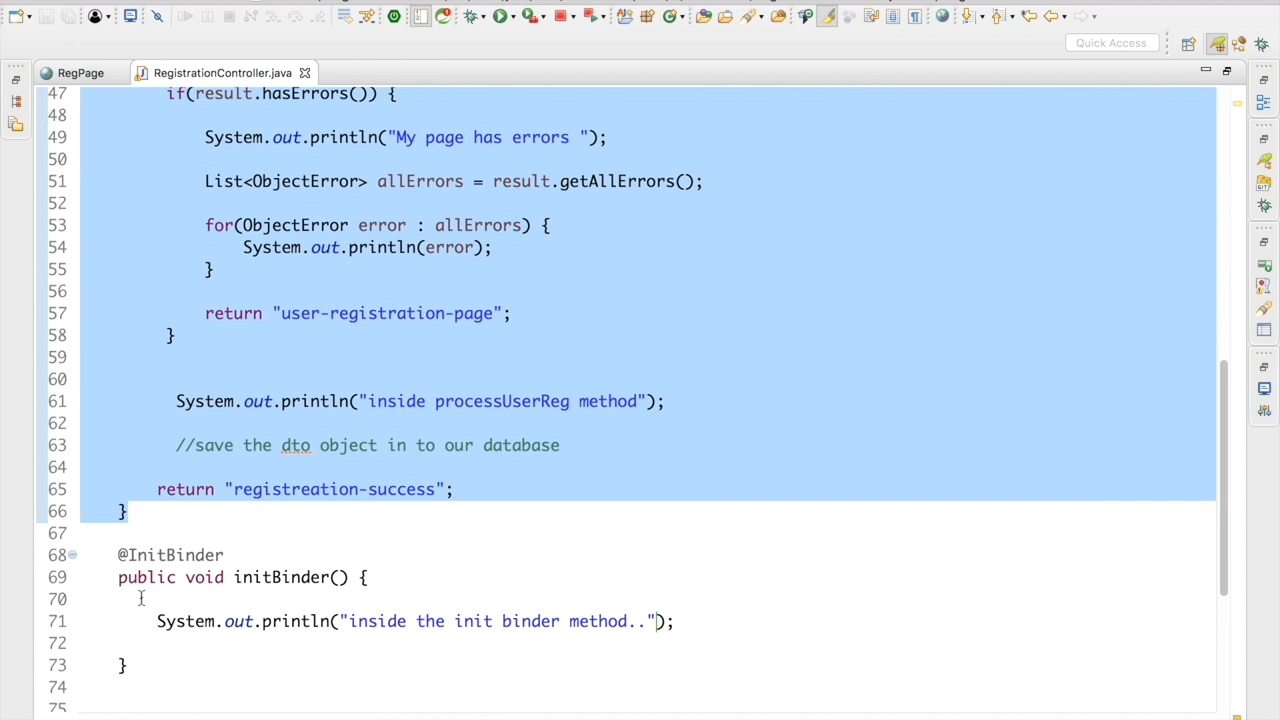 Quick Access
RegPage
RegistrationController.java
47 if(result.hasErrors()) {
48
49 System.out.println("My page has errors ");
50
51 List<ObjectError> allErrors = result.getAllErrors();
52
53 for(ObjectError error : allErrors) {
54 System.out.println(error);
55 }
56
57 return "user-registration-page";
58 }
59
60
61 System.out.println("inside processUserReg method");
62
63 //save the dto object in to our database
64
65 return "registreation-success";
66 }
67
68 @InitBinder
69 public void initBinder() {
70
71 System.out.println("inside the init binder method..");
72
73 }
74
75